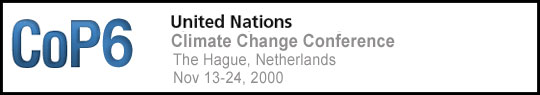 CoP6
United Nations
Climate Change Conference
The Hague, Netherlands
Nov 13-24, 2000